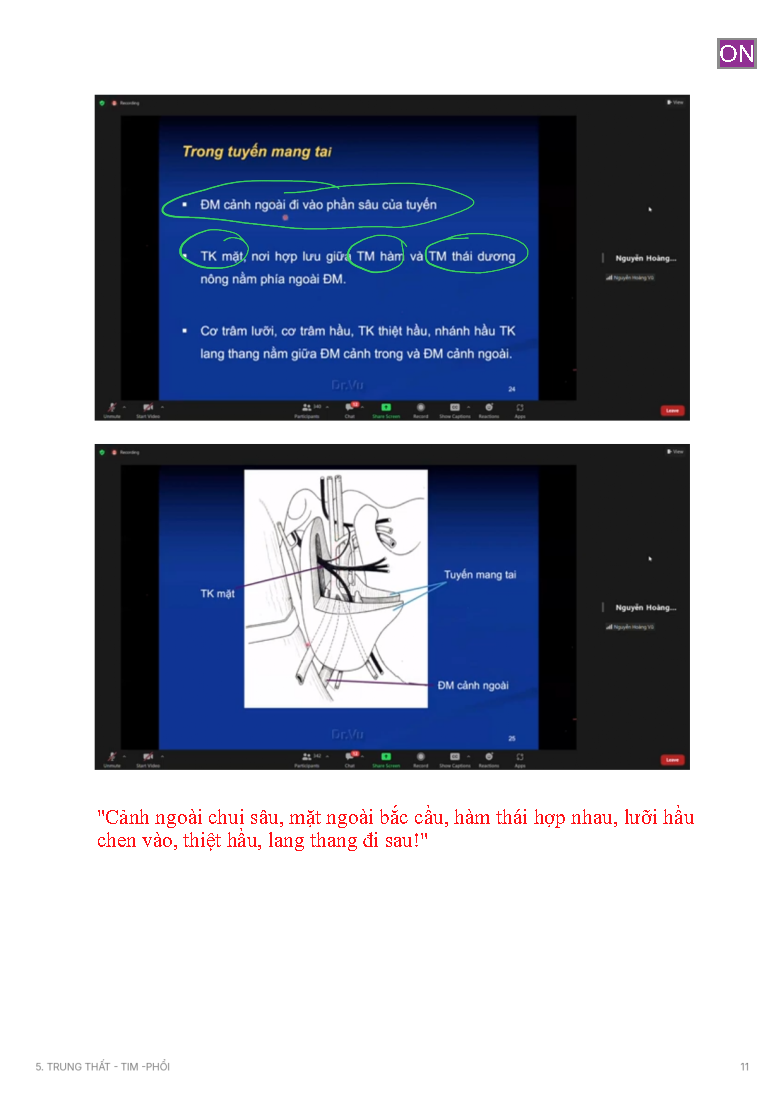 ON
Recording
View
Trong tuyến mang tai
▪ ĐM cảnh ngoài đi vào phần sâu của tuyến
▪ TK mặt, nơi hợp lưu giữa TM hàm và TM thái dương
nông nằm phía ngoài ĐM.
Nguyễn Hoàng...
Nguyễn Hoàng Vũ
▪ Cơ trâm lưỡi, cơ trâm hầu, TK thiệt hầu, nhánh hầu TK
lang thang nằm giữa ĐM cảnh trong và ĐM cảnh ngoài.
Dr.Vu
24
Unmute Start Video Participants Chat Share Screen Record Show Captions Reactions Apps Leave
Recording
View
Tuyến mang tai
TK mặt
Nguyễn Hoàng...
Nguyễn Hoàng Vũ
ĐM cảnh ngoài
Dr.Vu
25
Unmute Start Video Participants Chat Share Screen Record Show Captions Reactions Apps Leave
"Cảnh ngoài chui sâu, mặt ngoài bắc cầu, hàm thái hợp nhau, lưỡi hầu
chen vào, thiệt hầu, lang thang đi sau!"
5. TRUNG THẤT - TIM -PHỔI
11